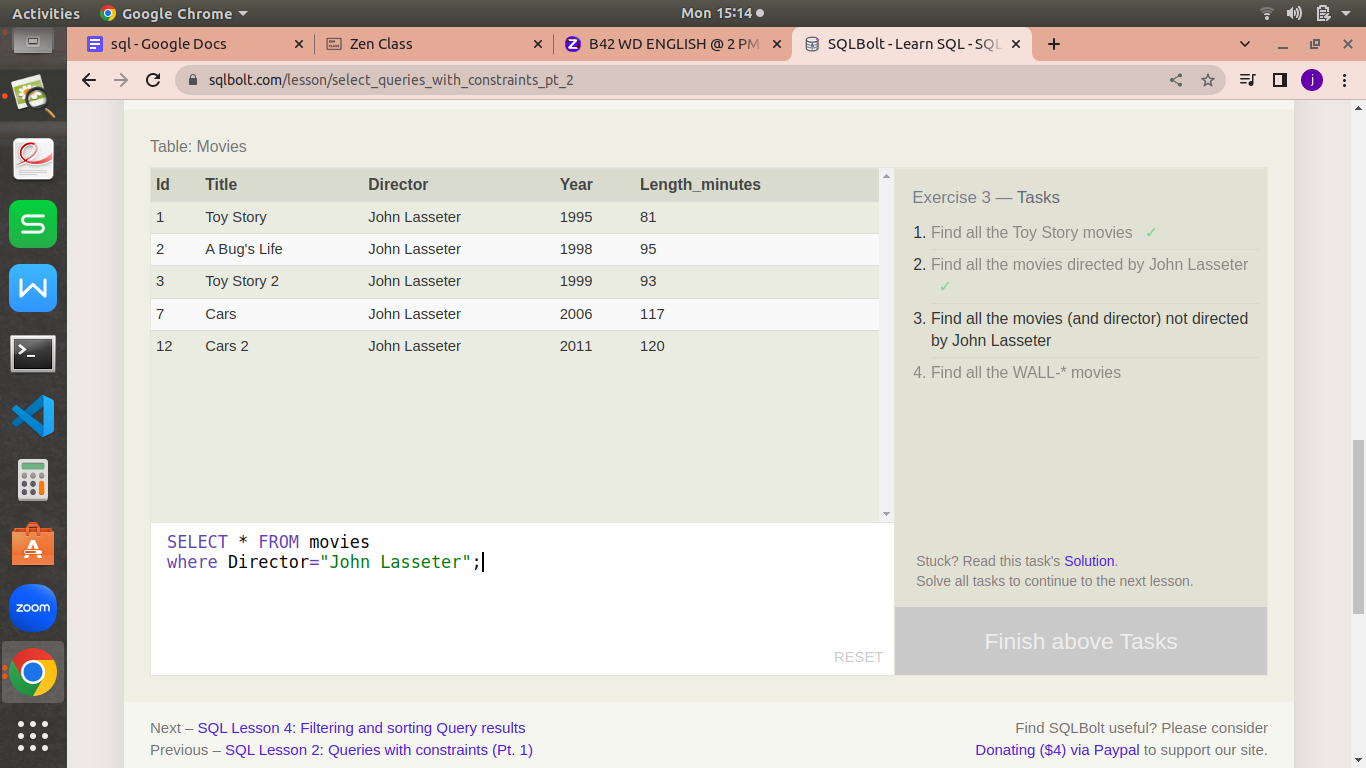 Activities Google Chrome Mon 15:14
sql - Google Docs Zen Class B42 WD ENGLISH @ 2 PM SQLBolt - Learn SQL - SQL
sqlbolt.com/lesson/select_queries_with_constraints_pt_2 j
Table: Movies
Id Title Director Year Length_minutes
1 Toy Story John Lasseter 1995 81
2 A Bug's Life John Lasseter 1998 95
3 Toy Story 2 John Lasseter 1999 93
7 Cars John Lasseter 2006 117
12 Cars 2 John Lasseter 2011 120
Exercise 3 — Tasks
1. Find all the Toy Story movies ✓
2. Find all the movies directed by John Lasseter
✓
3. Find all the movies (and director) not directed
by John Lasseter
4. Find all the WALL-* movies
SELECT * FROM movies
where Director="John Lasseter";
RESET
Stuck? Read this task's Solution.
Solve all tasks to continue to the next lesson.
Finish above Tasks
zoom
Next – SQL Lesson 4: Filtering and sorting Query results
Previous – SQL Lesson 2: Queries with constraints (Pt. 1)
Find SQLBolt useful? Please consider
Donating ($4) via Paypal to support our site.